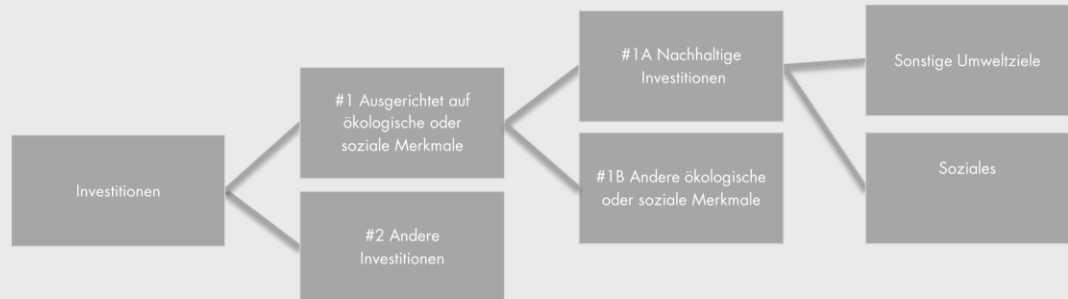 Investitionen
#1 Ausgerichtet auf
ökologische oder
soziale Merkmale
#2 Andere
Investitionen
#1A Nachhaltige
Investitionen
#1B Andere ökologische
oder soziale Merkmale
Sonstige Umweltziele
Soziales